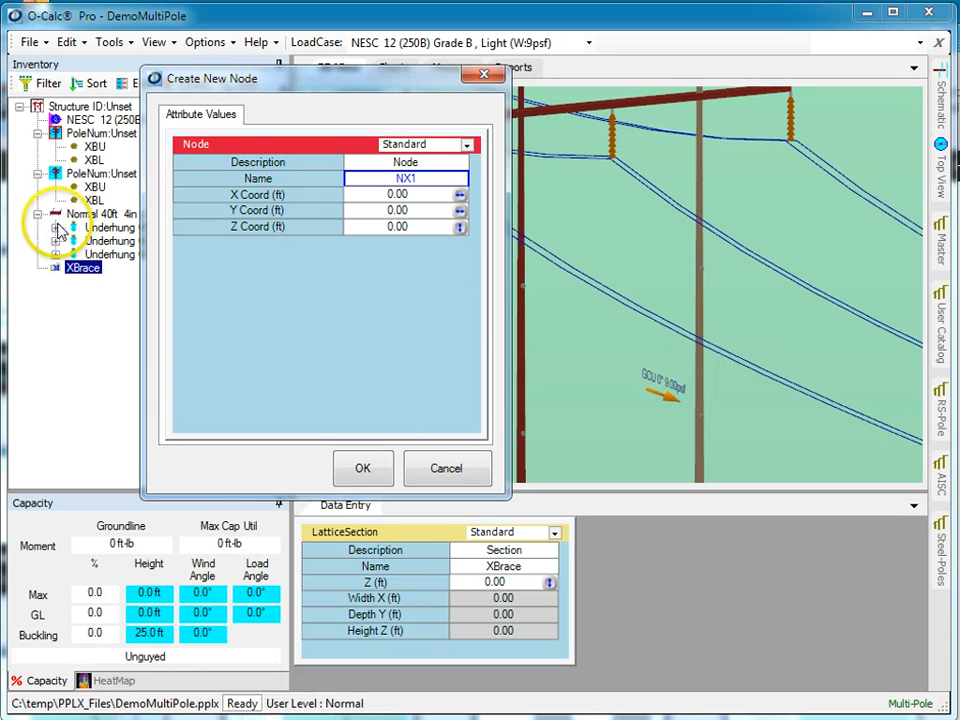 O-Calc® Pro - DemoMultiPole
File Edit Tools View Options Help LoadCase: NESC 12 (250B) Grade B , Light (W:9psf) X
Inventory
Filter Sort E
Structure ID:Unset
NESC 12 (250B
PoleNum:Unset
XBU
XBL
PoleNum:Unset
XBU
XBL
Normal 40ft 4in
Underhung
Underhung
Underhung
XBrace
Create New Node
Attribute Values
Node Standard
Description Node
Name NX1
X Coord (ft) 0.00
Y Coord (ft) 0.00
Z Coord (ft) 0.00
OK Cancel
orts
GCU 0° 9.00psf
Schematic
Top View
Master
User Catalog
RS-Pole
AISC
Steel-Poles
Capacity
Groundline Max Cap Util
Moment 0 ft-lb 0 ft-lb
% Height Wind Angle Load Angle
Max 0.0 0.0 ft 0.0° 0.0°
GL 0.0 0.0 ft 0.0° 0.0°
Buckling 0.0 25.0 ft 0.0°
Unguyed
% Capacity HeatMap
Data Entry
LatticeSection Standard
Description Section
Name XBrace
Z (ft) 0.00
Width X (ft) 0.00
Depth Y (ft) 0.00
Height Z (ft) 0.00
C:\temp\PPLX_Files\DemoMultiPole.pplx Ready User Level : Normal Multi-Pole